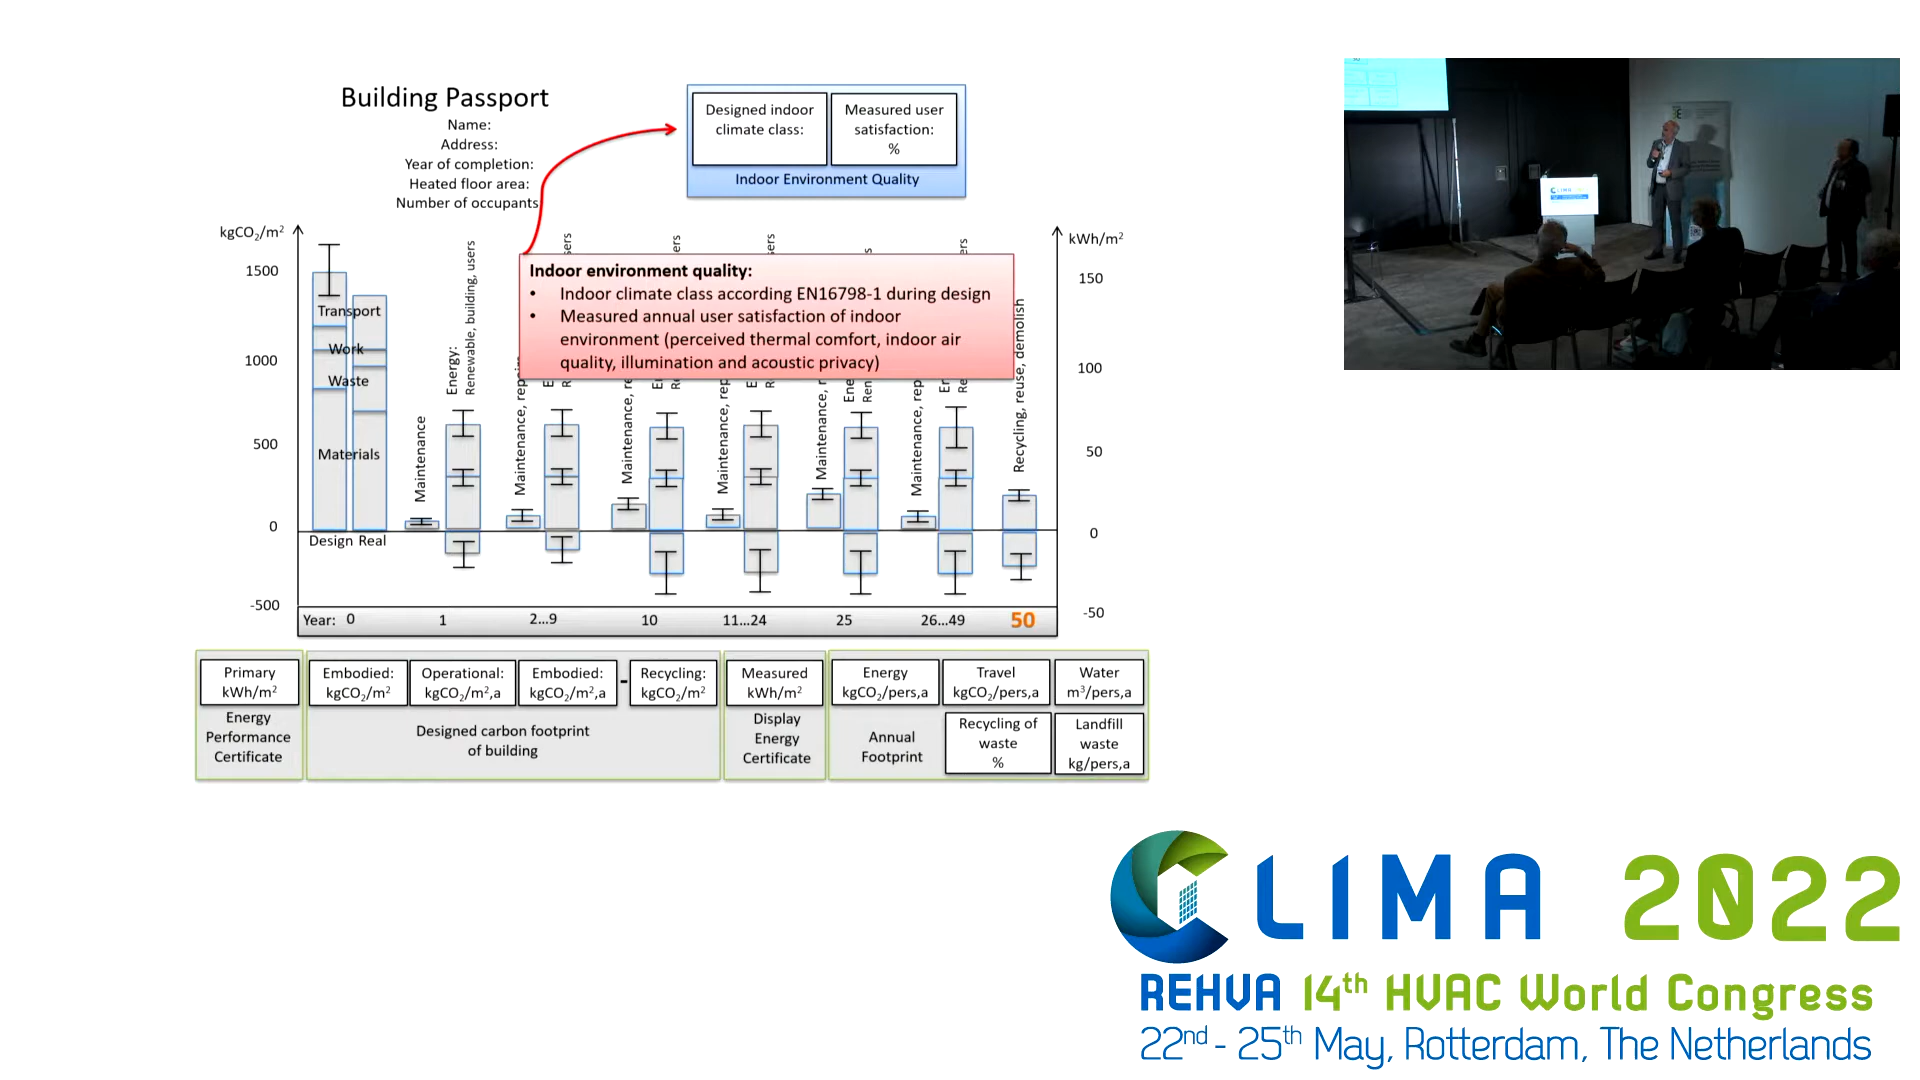 Building Passport
Name:
Address:
Year of completion:
Heated floor area:
Number of occupants
Designed indoor
climate class:
Measured user
satisfaction:
%
Indoor Environment Quality
kgCO2/m²
kWh/m²
Indoor environment quality:
• Indoor climate class according EN16798-1 during design
• Measured annual user satisfaction of indoor
environment (perceived thermal comfort, indoor air
quality, illumination and acoustic privacy)
1500
1000
500
0
-500
150
100
50
0
-50
Transport
Work
Waste
Materials
Design Real
Maintenance
Energy:
Renewable, building, users
Maintenance, rep
Maintenance, re
Maintenance, rep
Maintenance, r
Maintenance, rep
Recycling, reuse, demolish
Year: 0 1 2...9 10 11...24 25 26...49 50
Primary
kWh/m²
Energy
Performance
Certificate
Embodied:
kgCO2/m²
Operational:
kgCO2/m²,a
Embodied:
kgCO2/m²,a
-
Recycling:
kgCO2/m²
Designed carbon footprint
of building
Measured
kWh/m²
Display
Energy
Certificate
Energy
kgCO2/pers,a
Travel
kgCO2/pers,a
Water
m³/pers,a
Annual
Footprint
Recycling of
waste
%
Landfill
waste
kg/pers,a
CLIMA 2022
REHVA 14th HVAC World Congress
22nd - 25th May, Rotterdam, The Netherlands